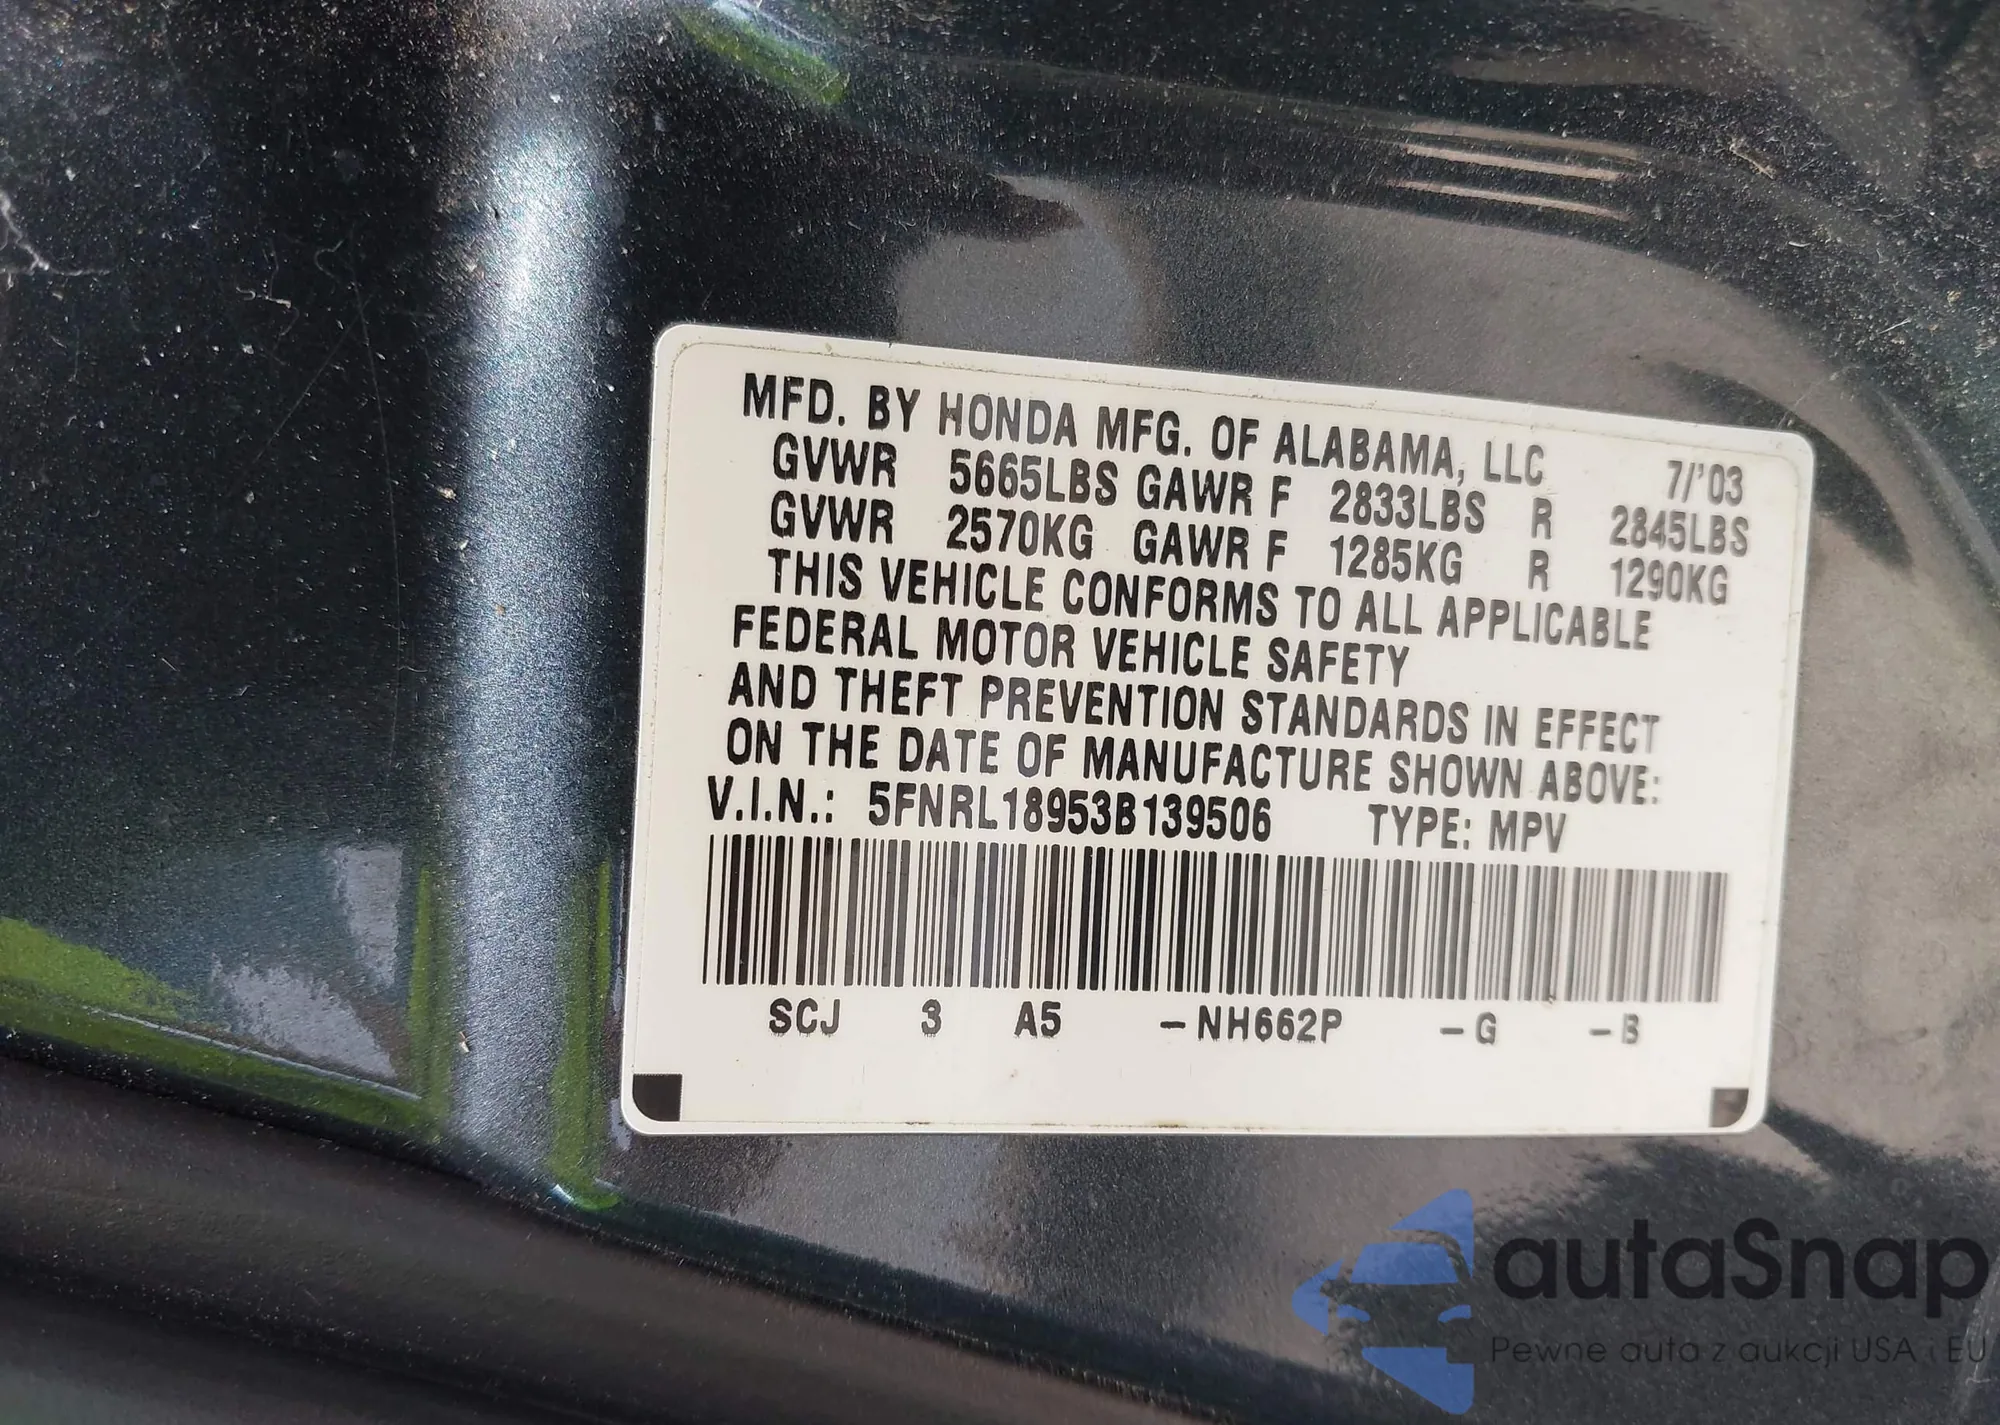 MFD. BY HONDA MFG. OF ALABAMA, LLC 7/'03
GVWR 5665LBS GAWR F 2833LBS R 2845LBS
GVWR 2570KG GAWR F 1285KG R 1290KG
THIS VEHICLE CONFORMS TO ALL APPLICABLE
FEDERAL MOTOR VEHICLE SAFETY
AND THEFT PREVENTION STANDARDS IN EFFECT
ON THE DATE OF MANUFACTURE SHOWN ABOVE:
V.I.N.: 5FNRL18953B139506 TYPE: MPV
SCJ 3 A5 -NH662P -G -B
autaSnap
Pewne auta z aukcji USA i EU